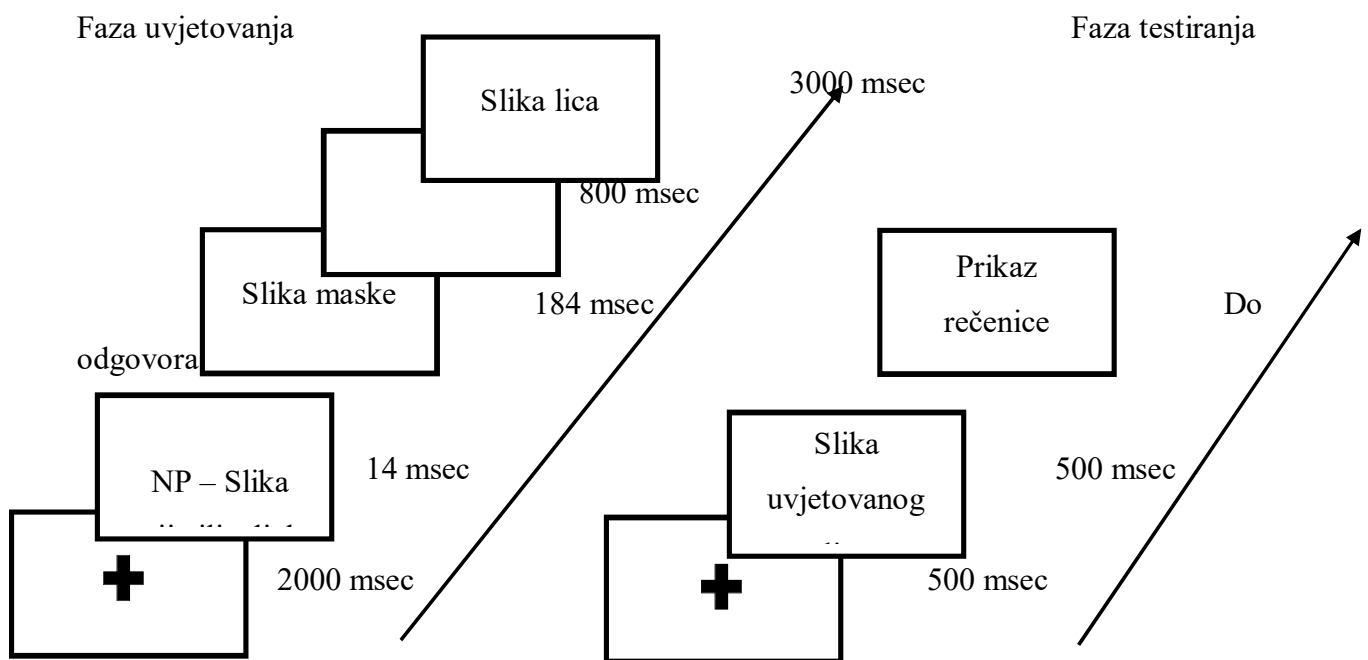 Faza uvjetovanja
Faza testiranja
Slika lica
3000 msec
800 msec
Slika maske
184 msec
Prikaz
rečenice
Do
odgovora
NP – Slika
14 msec
Slika
uvjetovanog
500 msec
2000 msec
500 msec